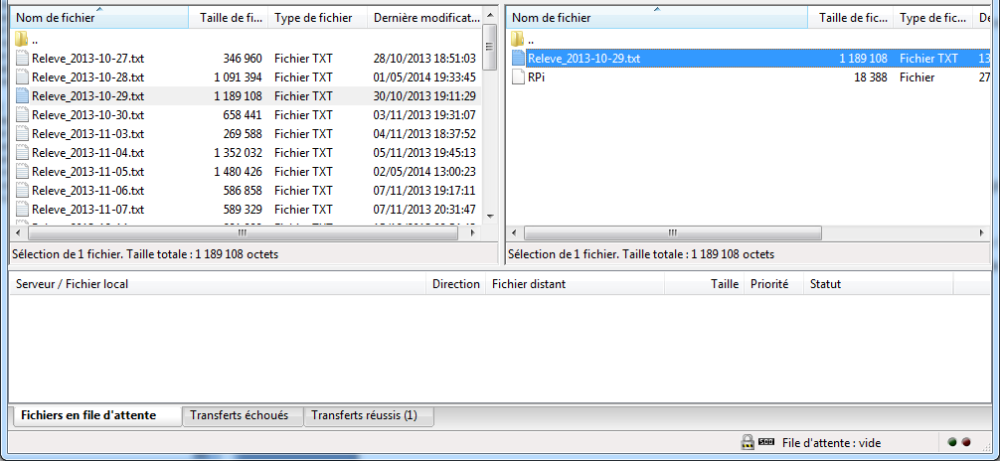 Nom de fichier Taille de fi... Type de fichier Dernière modificat...
..
Releve_2013-10-27.txt 346 960 Fichier TXT 28/10/2013 18:51:03
Releve_2013-10-28.txt 1 091 394 Fichier TXT 01/05/2014 19:33:45
Releve_2013-10-29.txt 1 189 108 Fichier TXT 30/10/2013 19:11:29
Releve_2013-10-30.txt 658 441 Fichier TXT 03/11/2013 19:31:07
Releve_2013-11-03.txt 269 588 Fichier TXT 04/11/2013 18:37:52
Releve_2013-11-04.txt 1 352 032 Fichier TXT 05/11/2013 19:45:13
Releve_2013-11-05.txt 1 480 426 Fichier TXT 02/05/2014 13:00:23
Releve_2013-11-06.txt 586 858 Fichier TXT 07/11/2013 19:17:11
Releve_2013-11-07.txt 589 329 Fichier TXT 07/11/2013 20:31:47
Sélection de 1 fichier. Taille totale : 1 189 108 octets
Nom de fichier Taille de fic... Type de fic... De
..
Releve_2013-10-29.txt 1 189 108 Fichier TXT 13
RPi 18 388 Fichier 27
Sélection de 1 fichier. Taille totale : 1 189 108 octets
Serveur / Fichier local Direction Fichier distant Taille Priorité Statut
Fichiers en file d'attente Transferts échoués Transferts réussis (1)
File d'attente : vide